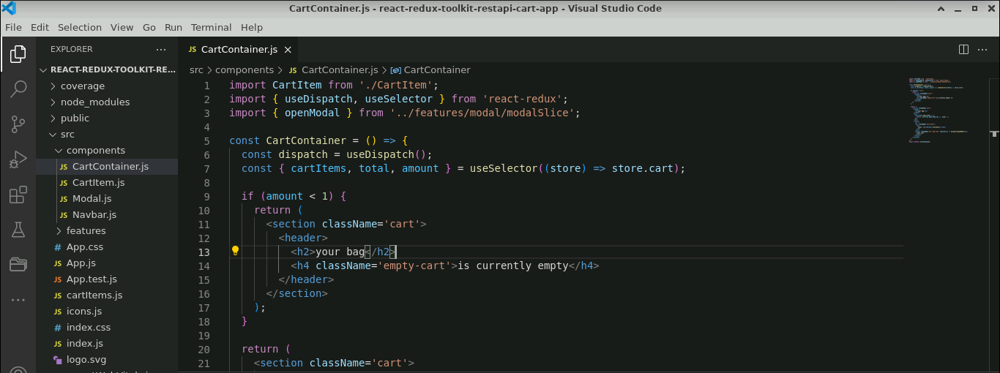 CartContainer.js - react-redux-toolkit-restapi-cart-app - Visual Studio Code
File Edit Selection View Go Run Terminal Help
EXPLORER
REACT-REDUX-TOOLKIT-RE...
coverage
node_modules
public
src
components
JS CartContainer.js
JS CartItem.js
JS Modal.js
JS Navbar.js
features
# App.css
JS App.js
JS App.test.js
JS cartItems.js
JS icons.js
# index.css
JS index.js
logo.svg
JS CartContainer.js
src > components > JS CartContainer.js > CartContainer
1 import CartItem from './CartItem';
2 import { useDispatch, useSelector } from 'react-redux';
3 import { openModal } from '../features/modal/modalSlice';
4
5 const CartContainer = () => {
6 const dispatch = useDispatch();
7 const { cartItems, total, amount } = useSelector((store) => store.cart);
8
9 if (amount < 1) {
10 return (
11 <section className='cart'>
12 <header>
13 <h2>your bag</h2>
14 <h4 className='empty-cart'>is currently empty</h4>
15 </header>
16 </section>
17 );
18 }
19
20 return (
21 <section className='cart'>